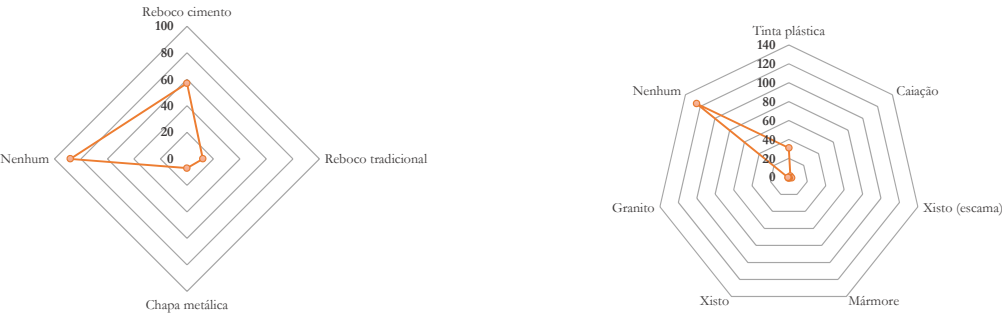 Reboco cimento
100
80
60
40
20
0
Nenhum
Reboco tradicional
Chapa metálica
Tinta plástica
140
120
100
80
60
40
20
0
Nenhum
Caiação
Granito
Xisto (escama)
Xisto
Mármore